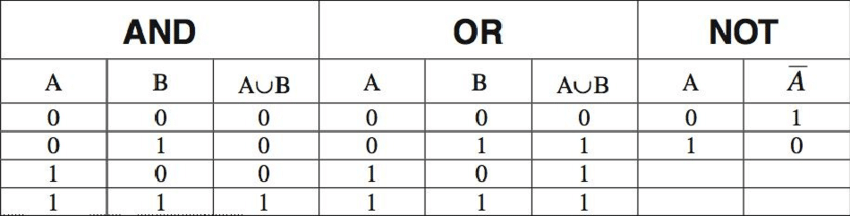 AND OR NOT
A B A∪B A B A∪B A A̅
0 0 0 0 0 0 0 1
0 1 0 0 1 1 1 0
1 0 0 1 0 1
1 1 1 1 1 1